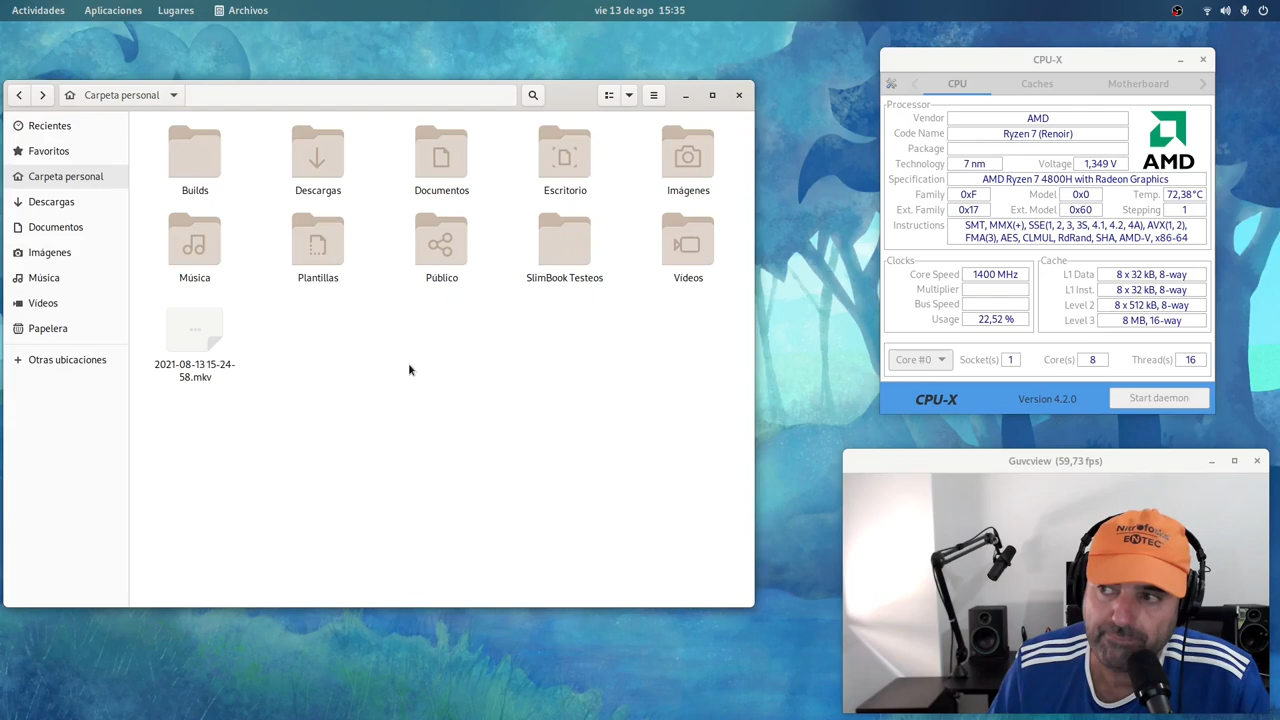 Actividades Aplicaciones Lugares Archivos vie 13 de ago 15:35
Carpeta personal
Recientes
Favoritos
Carpeta personal
Descargas
Documentos
Imágenes
Música
Vídeos
Papelera
Otras ubicaciones
Builds Descargas Documentos Escritorio Imágenes
Música Plantillas Público SlimBook Testeos Vídeos
2021-08-13 15-24-
58.mkv
CPU-X
CPU Caches Motherboard
Processor
Vendor AMD
Code Name Ryzen 7 (Renoir)
Package
Technology 7 nm Voltage 1,349 V
AMD
Specification AMD Ryzen 7 4800H with Radeon Graphics
Family 0xF Model 0x0 Temp. 72,38°C
Ext. Family 0x17 Ext. Model 0x60 Stepping 1
Instructions SMT, MMX(+), SSE(1, 2, 3, 3S, 4.1, 4.2, 4A), AVX(1, 2),
FMA(3), AES, CLMUL, RdRand, SHA, AMD-V, x86-64
Clocks
Core Speed 1400 MHz
Multiplier
Bus Speed
Usage 22,52 %
Cache
L1 Data 8 x 32 kB, 8-way
L1 Inst. 8 x 32 kB, 8-way
Level 2 8 x 512 kB, 8-way
Level 3 8 MB, 16-way
Core #0 Socket(s) 1 Core(s) 8 Thread(s) 16
CPU-X Version 4.2.0 Start daemon
Guvcview (59,73 fps)
Nitrofoska
ENTEC